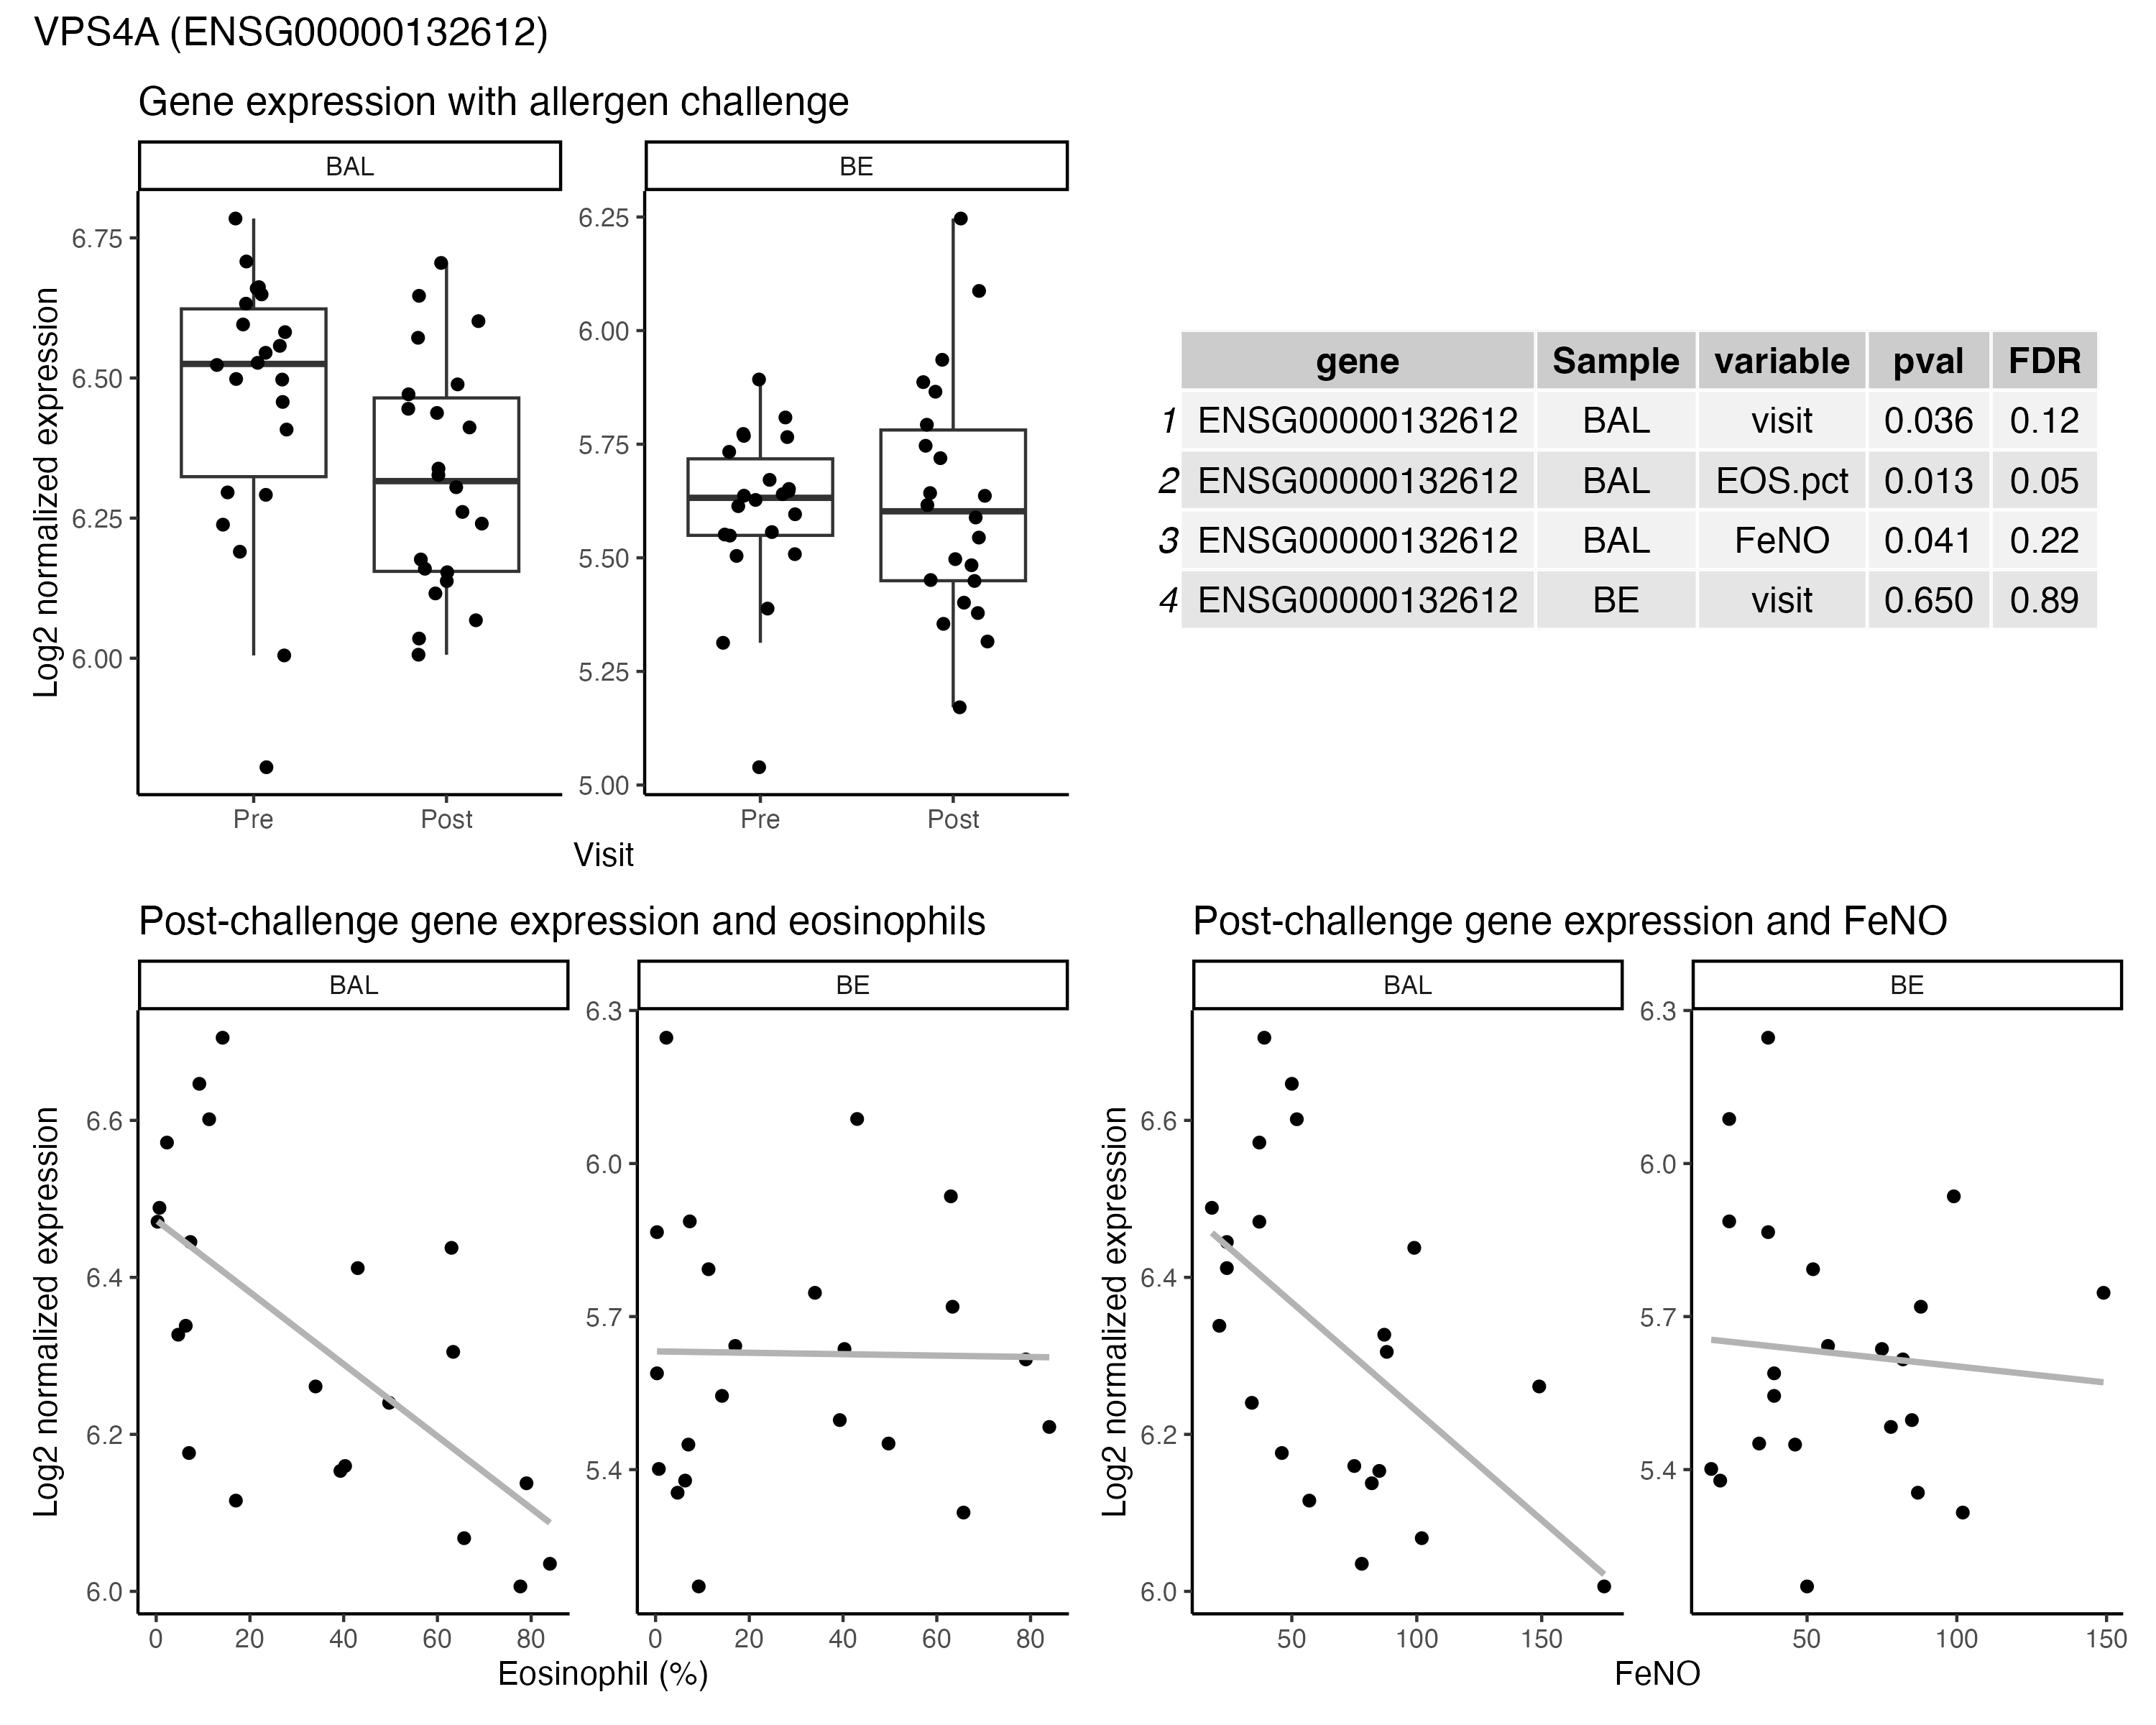 VPS4A (ENSG00000132612)
Gene expression with allergen challenge
BAL BE
Log2 normalized expression
6.75
6.50
6.25
6.00
6.25
6.00
5.75
5.50
5.25
5.00
Pre Post Pre Post
Visit
gene Sample variable pval FDR
1 ENSG00000132612 BAL visit 0.036 0.12
2 ENSG00000132612 BAL EOS.pct 0.013 0.05
3 ENSG00000132612 BAL FeNO 0.041 0.22
4 ENSG00000132612 BE visit 0.650 0.89
Post-challenge gene expression and eosinophils
BAL BE
Log2 normalized expression
6.6
6.4
6.2
6.0
6.3
6.0
5.7
5.4
0 20 40 60 80 0 20 40 60 80
Eosinophil (%)
Post-challenge gene expression and FeNO
BAL BE
Log2 normalized expression
6.6
6.4
6.2
6.0
6.3
6.0
5.7
5.4
50 100 150 50 100 150
FeNO